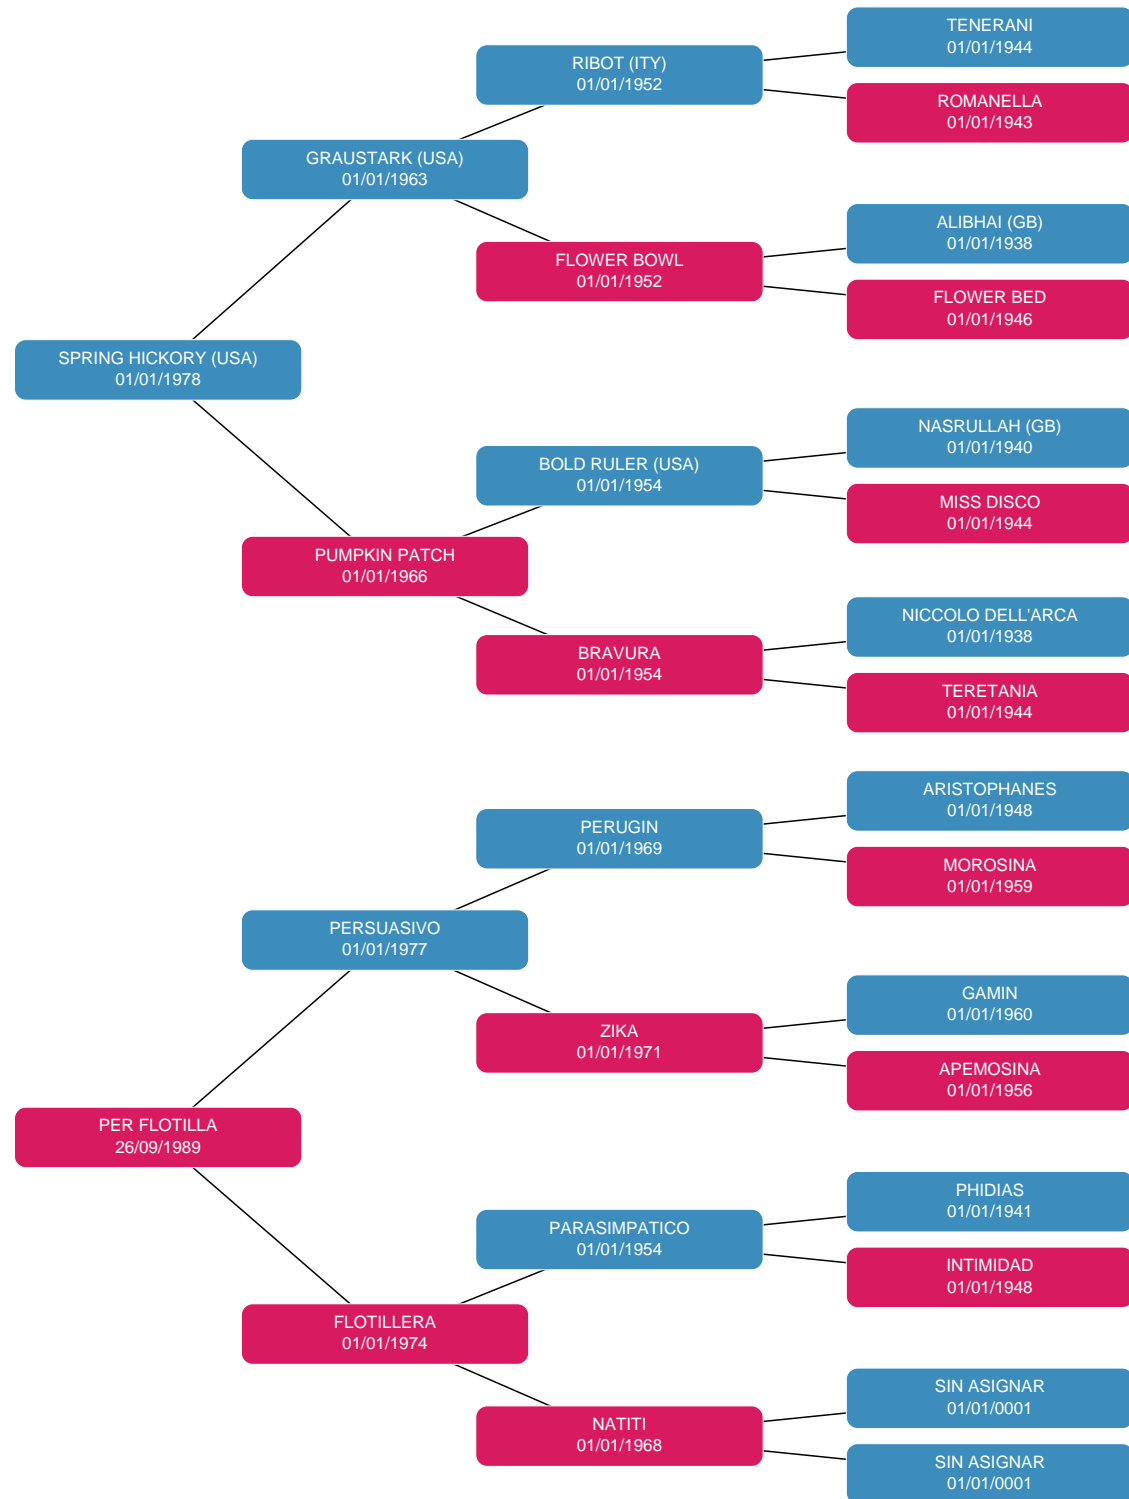 TENERANI
01/01/1944
RIBOT (ITY)
01/01/1952
ROMANELLA
01/01/1943
GRAUSTARK (USA)
01/01/1963
ALIBHAI (GB)
01/01/1938
FLOWER BOWL
01/01/1952
FLOWER BED
01/01/1946
SPRING HICKORY (USA)
01/01/1978
NASRULLAH (GB)
01/01/1940
BOLD RULER (USA)
01/01/1954
MISS DISCO
01/01/1944
PUMPKIN PATCH
01/01/1966
NICCOLO DELL'ARCA
01/01/1938
BRAVURA
01/01/1954
TERETANIA
01/01/1944
ARISTOPHANES
01/01/1948
PERUGIN
01/01/1969
MOROSINA
01/01/1959
PERSUASIVO
01/01/1977
GAMIN
01/01/1960
ZIKA
01/01/1971
APEMOSINA
01/01/1956
PER FLOTILLA
26/09/1989
PHIDIAS
01/01/1941
PARASIMPATICO
01/01/1954
INTIMIDAD
01/01/1948
FLOTILLERA
01/01/1974
SIN ASIGNAR
01/01/0001
NATITI
01/01/1968
SIN ASIGNAR
01/01/0001